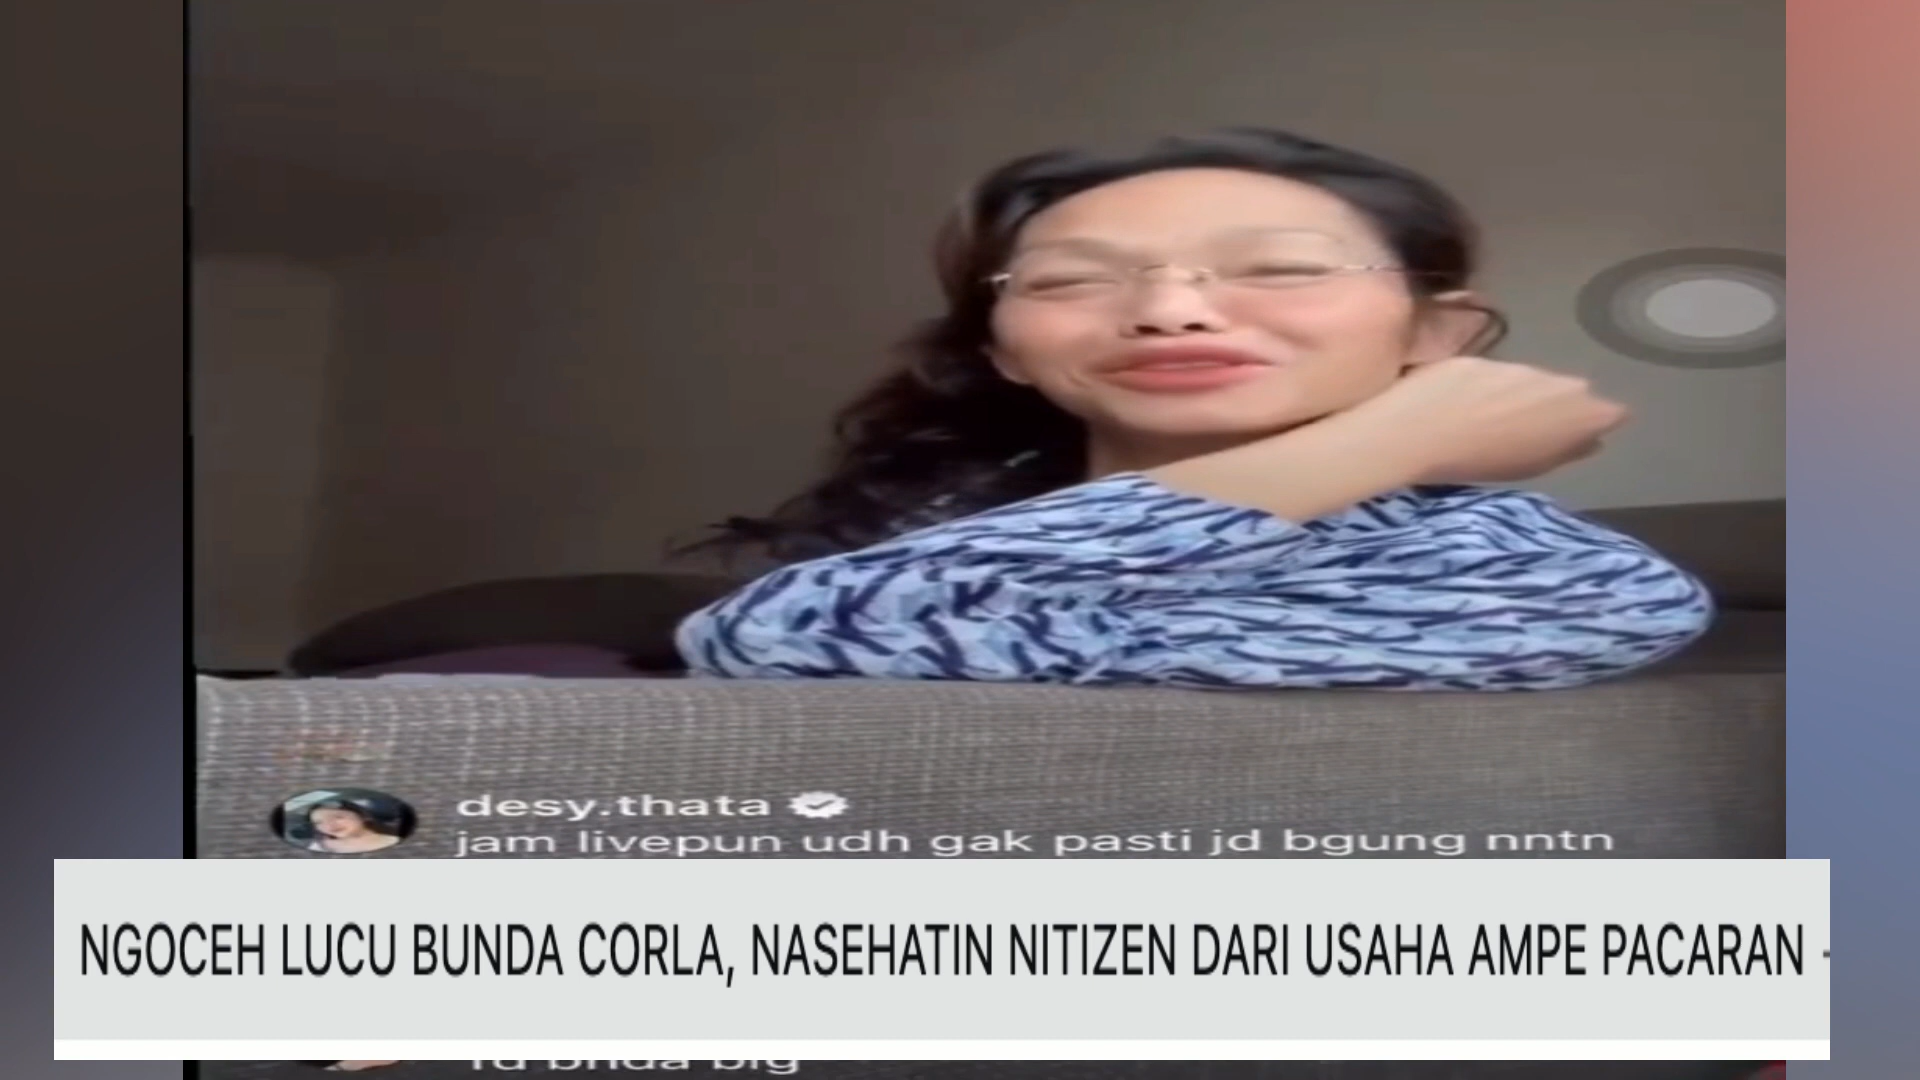 desy.thata
jam livepun udh gak pasti jd bgung nntn
NGOCEH LUCU BUNDA CORLA, NASEHATIN NITIZEN DARI USAHA AMPE PACARAN -